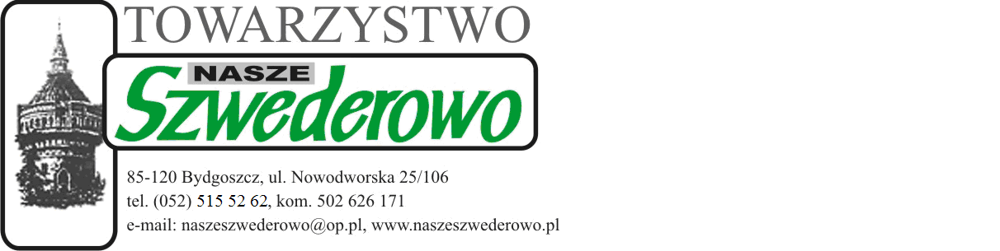 TOWARZYSTWO
NASZE
Szwederowo
85-120 Bydgoszcz, ul. Nowodworska 25/106
tel. (052) 515 52 62, kom. 502 626 171
e-mail: naszeszwederowo@op.pl, www.naszeszwederowo.pl